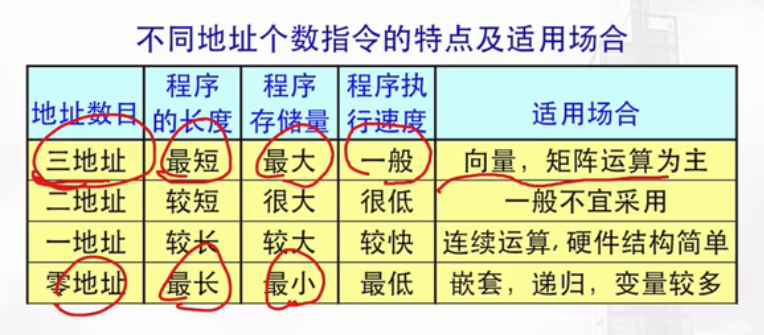 不同地址个数指令的特点及适用场合
地址数目 程序的长度 程序存储量 程序执行速度 适用场合
三地址 最短 最大 一般 向量，矩阵运算为主
二地址 较短 很大 很低 一般不宜采用
一地址 较长 较大 较快 连续运算，硬件结构简单
零地址 最长 最小 最低 嵌套，递归，变量较多